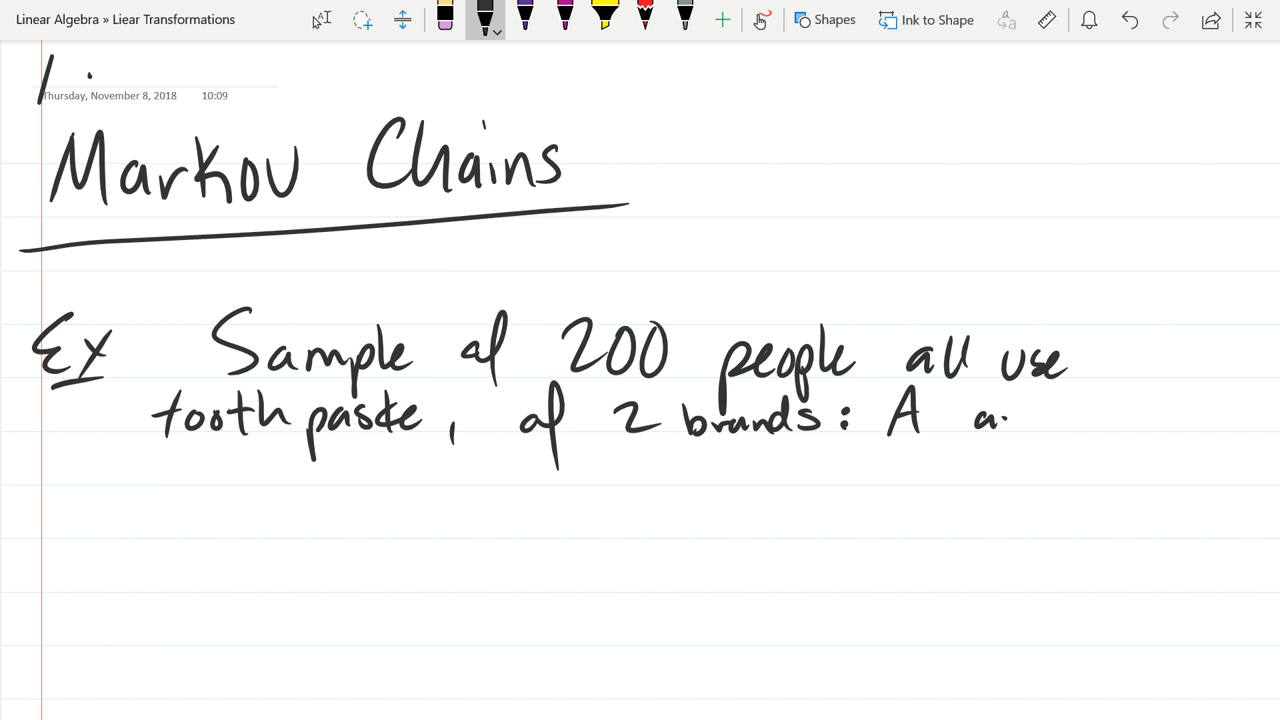 Linear Algebra » Liear Transformations
Shapes
Ink to Shape
Thursday, November 8, 2018 10:09
Markov Chains
Ex Sample of 200 people all use
toothpaste, of 2 brands: A a